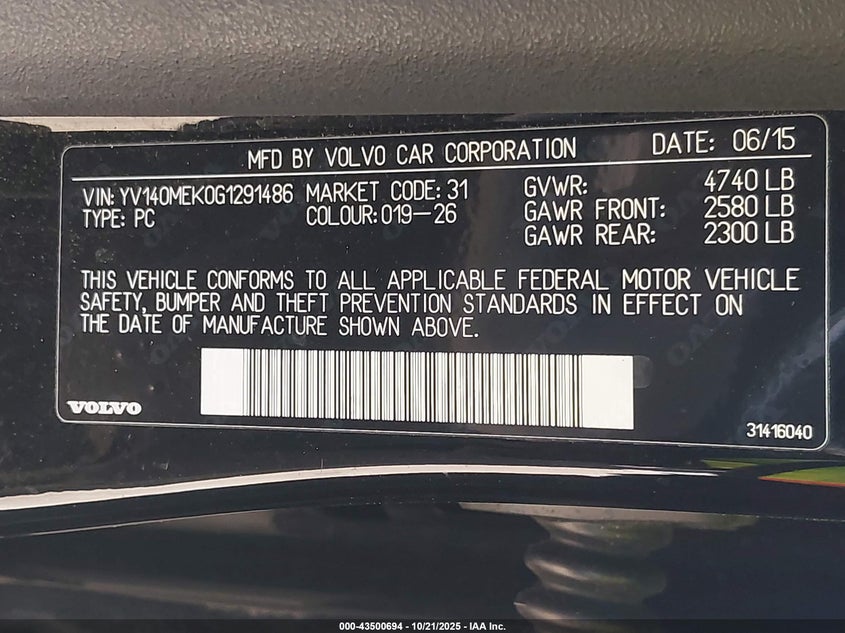 MFD BY VOLVO CAR CORPORATION DATE: 06/15
VIN: YV140MEK0G1291486 MARKET CODE: 31 GVWR: 4740 LB
TYPE: PC COLOUR: 019-26 GAWR FRONT: 2580 LB
GAWR REAR: 2300 LB
THIS VEHICLE CONFORMS TO ALL APPLICABLE FEDERAL MOTOR VEHICLE
SAFETY, BUMPER AND THEFT PREVENTION STANDARDS IN EFFECT ON
THE DATE OF MANUFACTURE SHOWN ABOVE.
VOLVO
31416040
000-43500694 - 10/21/2025 - IAA Inc.